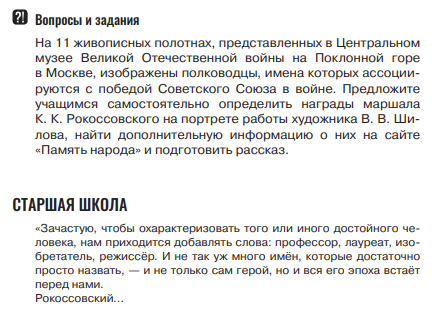 ?! Вопросы и задания
На 11 живописных полотнах, представленных в Центральном
музее Великой Отечественной войны на Поклонной горе
в Москве, изображены полководцы, имена которых ассоции-
руются с победой Советского Союза в войне. Предложите
учащимся самостоятельно определить награды маршала
К. К. Рокоссовского на портрете работы художника В. В. Ши-
лова, найти дополнительную информацию о них на сайте
«Память народа» и подготовить рассказ.
СТАРШАЯ ШКОЛА
«Зачастую, чтобы охарактеризовать того или иного достойного че-
ловека, нам приходится добавлять слова: профессор, лауреат, изо-
бретатель, режиссёр. И не так уж много имён, которые достаточно
просто назвать, — и не только сам герой, но и вся его эпоха встаёт
перед нами.
Рокоссовский...